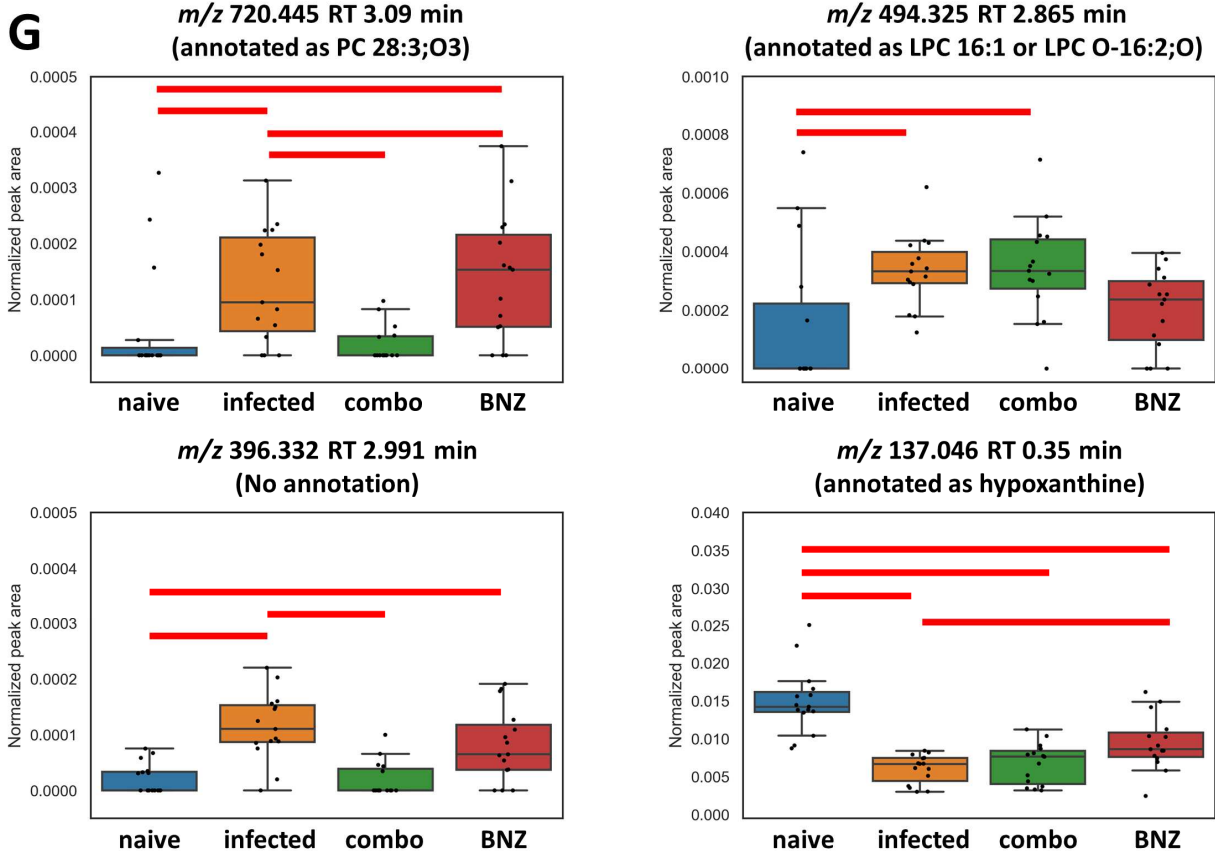 G
m/z 720.445 RT 3.09 min
(annotated as PC 28:3;O3)
Normalized peak area
0.0005
0.0004
0.0003
0.0002
0.0001
0.0000
naive infected combo BNZ
m/z 494.325 RT 2.865 min
(annotated as LPC 16:1 or LPC O-16:2;O)
Normalized peak area
0.0010
0.0008
0.0006
0.0004
0.0002
0.0000
naive infected combo BNZ
m/z 396.332 RT 2.991 min
(No annotation)
Normalized peak area
0.0005
0.0004
0.0003
0.0002
0.0001
0.0000
naive infected combo BNZ
m/z 137.046 RT 0.35 min
(annotated as hypoxanthine)
Normalized peak area
0.040
0.035
0.030
0.025
0.020
0.015
0.010
0.005
0.000
naive infected combo BNZ